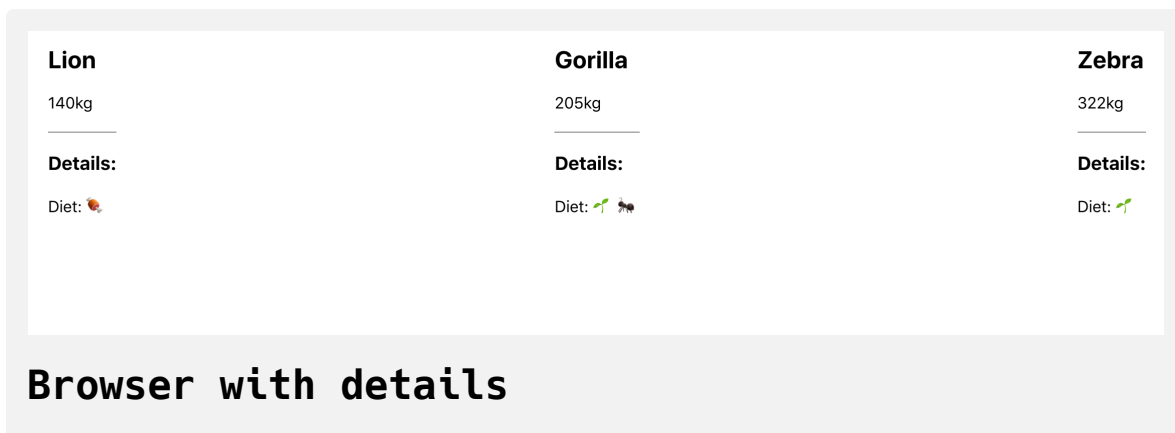 Lion
140kg
Details:
Diet: 🍖
Gorilla
205kg
Details:
Diet: 🌱 🐜
Zebra
322kg
Details:
Diet: 🌱
Browser with details